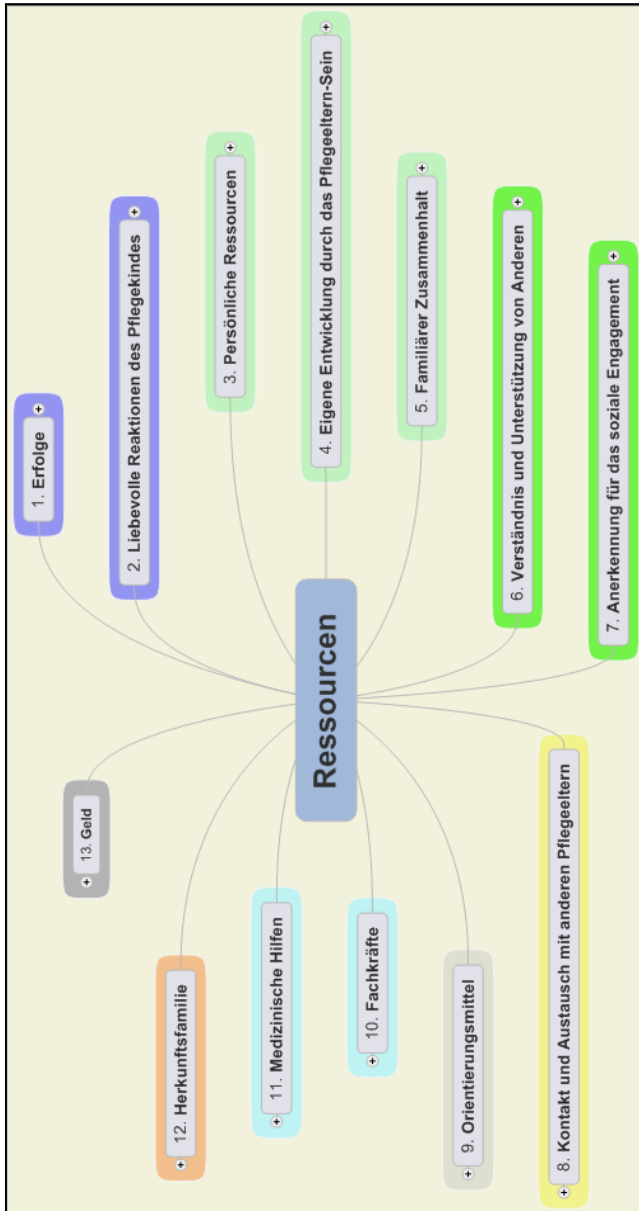 Ressourcen
1. Erfolge
2. Liebevolle Reaktionen des Pflegekindes
3. Persönliche Ressourcen
4. Eigene Entwicklung durch das Pflegeeltern-Sein
5. Familiärer Zusammenhalt
6. Verständnis und Unterstützung von Anderen
7. Anerkennung für das soziale Engagement
8. Kontakt und Austausch mit anderen Pflegeeltern
9. Orientierungsmittel
10. Fachkräfte
11. Medizinische Hilfen
12. Herkunftsfamilie
13. Geld